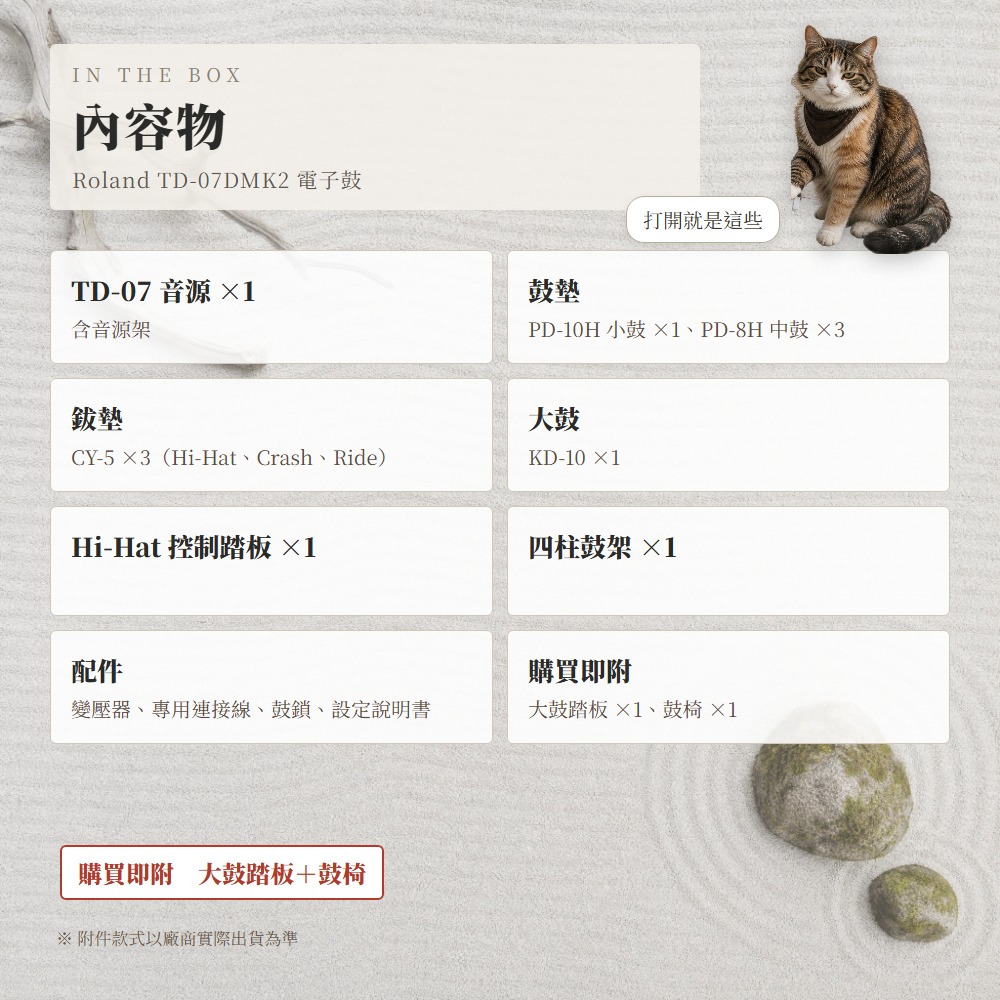 IN THE BOX
內容物
Roland TD-07DMK2 電子鼓
打開就是這些
TD-07 音源 ×1
含音源架
鼓墊
PD-10H 小鼓 ×1、PD-8H 中鼓 ×3
鈸墊
CY-5 ×3（Hi-Hat、Crash、Ride）
大鼓
KD-10 ×1
Hi-Hat 控制踏板 ×1
四柱鼓架 ×1
配件
變壓器、專用連接線、鼓鎖、設定說明書
購買即附
大鼓踏板 ×1、鼓椅 ×1
購買即附　大鼓踏板＋鼓椅
※ 附件款式以廠商實際出貨為準